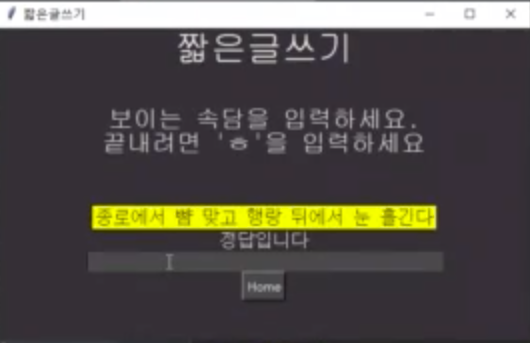 짧은글쓰기
짧은글쓰기
보이는 속담을 입력하세요.
끝내려면 'ㅎ'을 입력하세요
종로에서 뺨 맞고 행랑 뒤에서 눈 흘긴다
정답입니다
Home